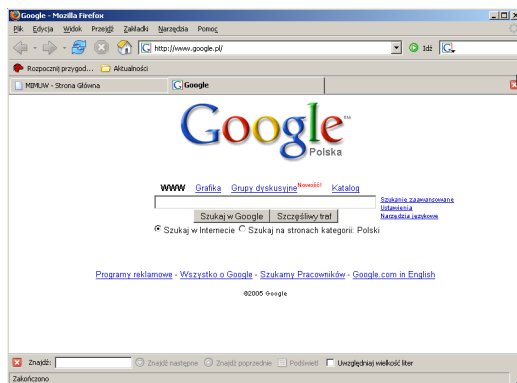 Google - Mozilla Firefox
Plik Edycja Widok Przejdź Zakładki Narzędzia Pomoc
http://www.google.pl/ Idź
Rozpocznij przygod... Aktualności
MIMUW - Strona Główna Google
Google™
Polska
WWW Grafika Grupy dyskusyjne Nowość! Katalog
Szukanie zaawansowane
Ustawienia
Narzędzia językowe
Szukaj w Google Szczęśliwy traf
Szukaj w Internecie Szukaj na stronach kategorii: Polski
Programy reklamowe - Wszystko o Google - Szukamy Pracowników - Google.com in English
©2005 Google
Znajdź: Znajdź następne Znajdź poprzednie Podświetl Uwzględniaj wielkość liter
Zakończono